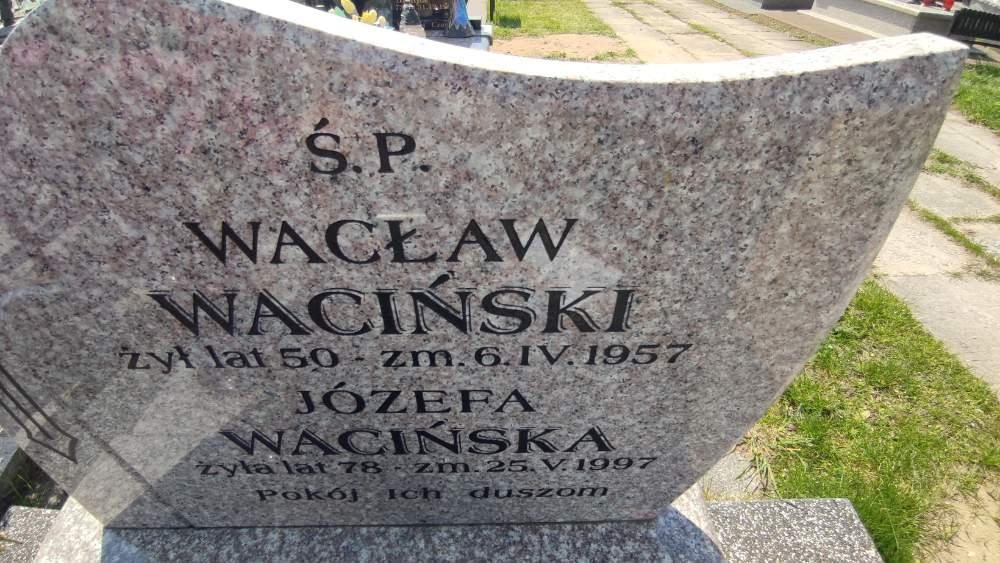 Ś.P.
WACŁAW
WACIŃSKI
żył lat 50 - zm. 6.IV.1957
JÓZEFA
WACIŃSKA
żyła lat 78 - zm. 25.V.1997
Pokój Ich duszom